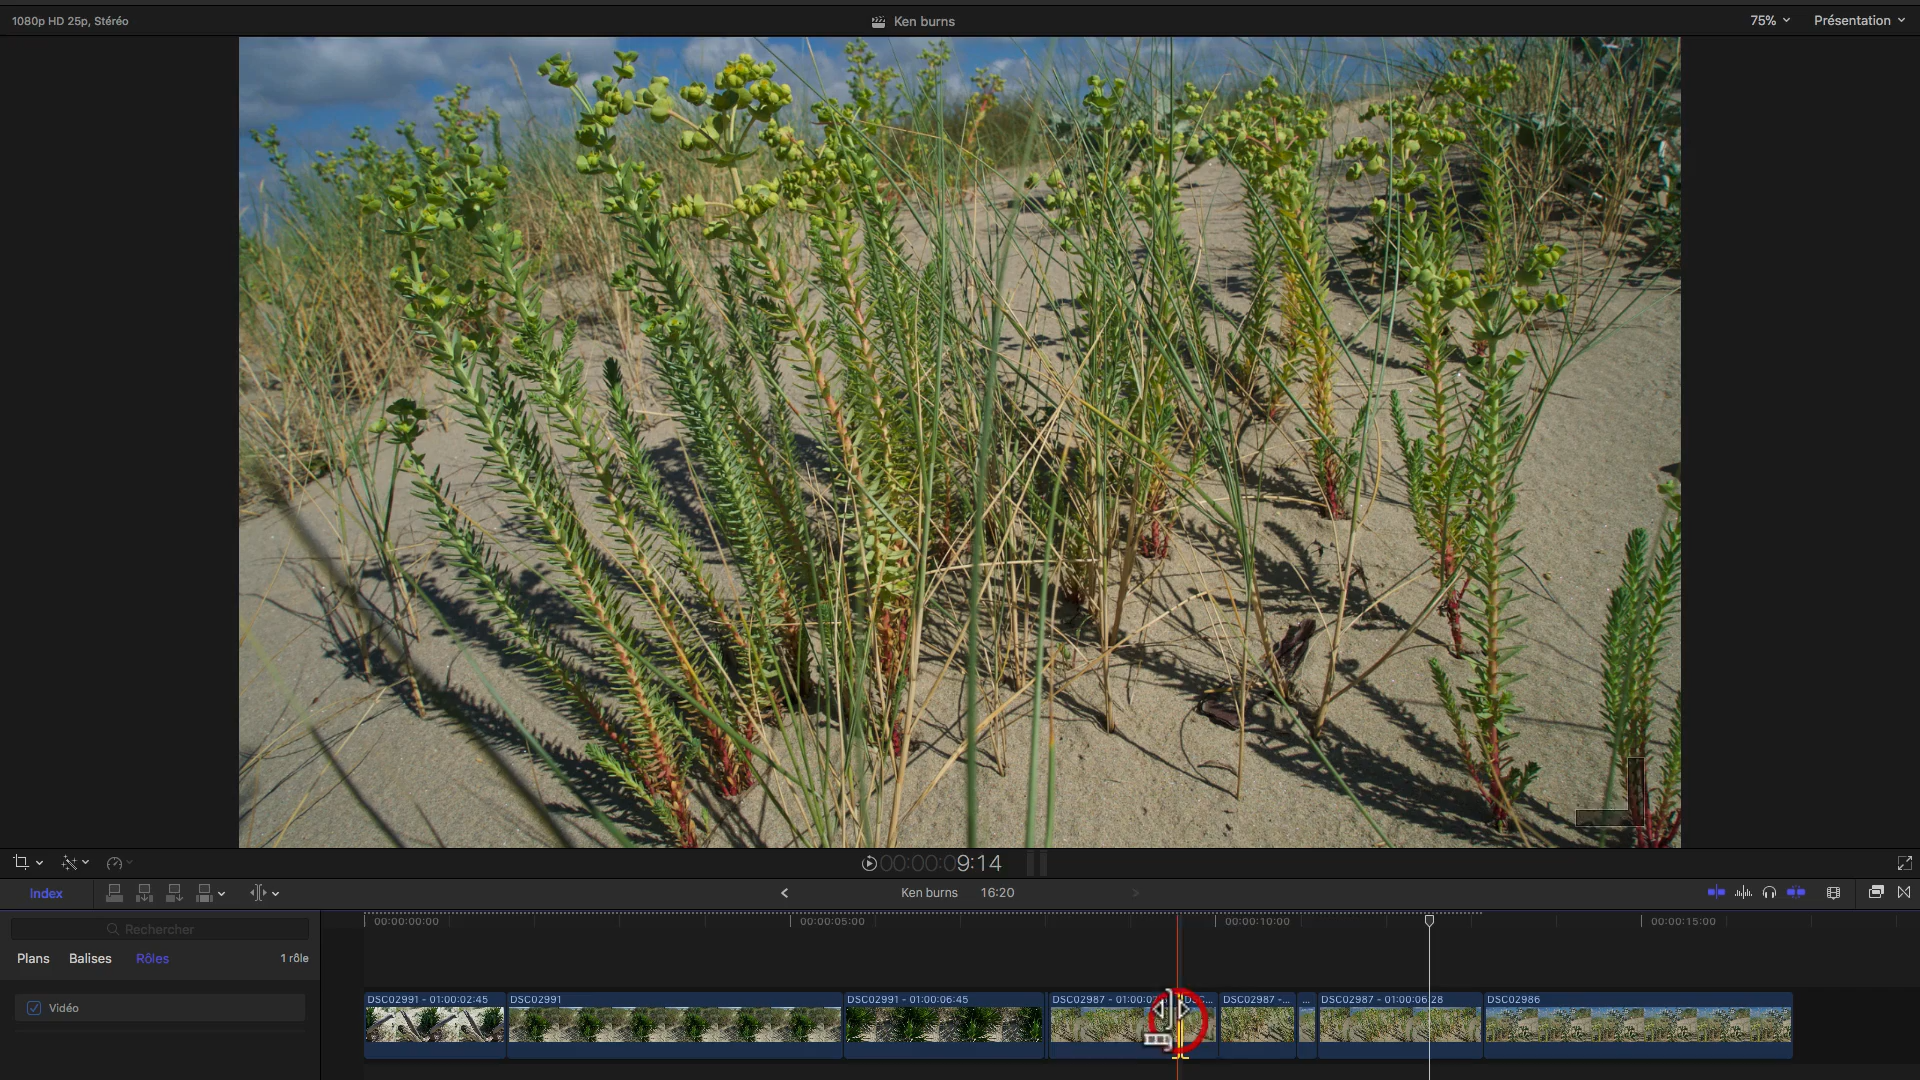 1080p HD 25p, Stéréo
Ken burns
75%
Présentation
00:00:09:14
Index
Ken burns 16:20
Rechercher
Plans Balises Rôles 1 rôle
Vidéo
00:00:00:00 00:00:05:00 00:00:10:00 00:00:15:00
DSC02991 - 01:00:02:45
DSC02991
DSC02991 - 01:00:06:45
DSC02987 - 01:00:0
DSC02987 -...
...
DSC02987 - 01:00:06:28
DSC02986